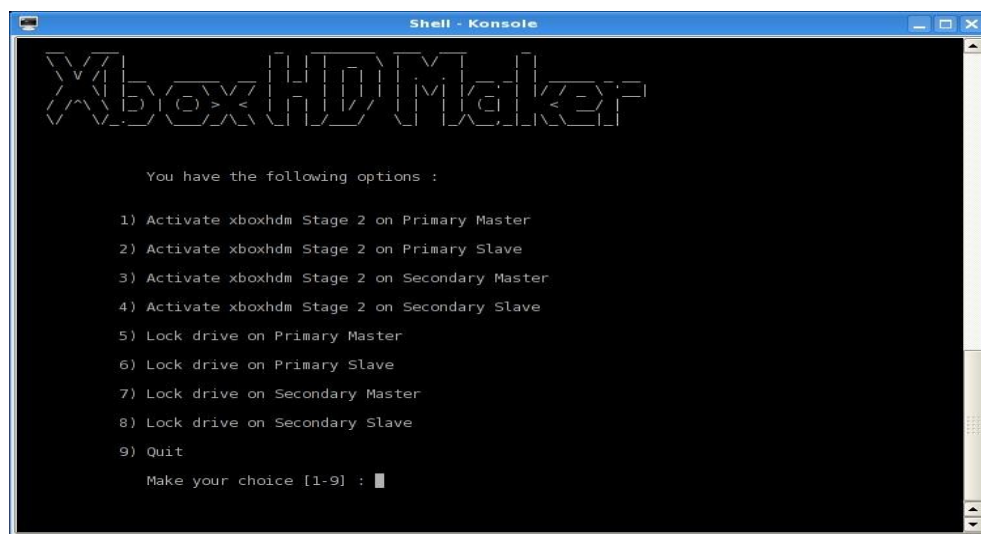 Shell - Konsole
Xbox HD Maker
You have the following options :
1) Activate xboxhdm Stage 2 on Primary Master
2) Activate xboxhdm Stage 2 on Primary Slave
3) Activate xboxhdm Stage 2 on Secondary Master
4) Activate xboxhdm Stage 2 on Secondary Slave
5) Lock drive on Primary Master
6) Lock drive on Primary Slave
7) Lock drive on Secondary Master
8) Lock drive on Secondary Slave
9) Quit
Make your choice [1-9] :